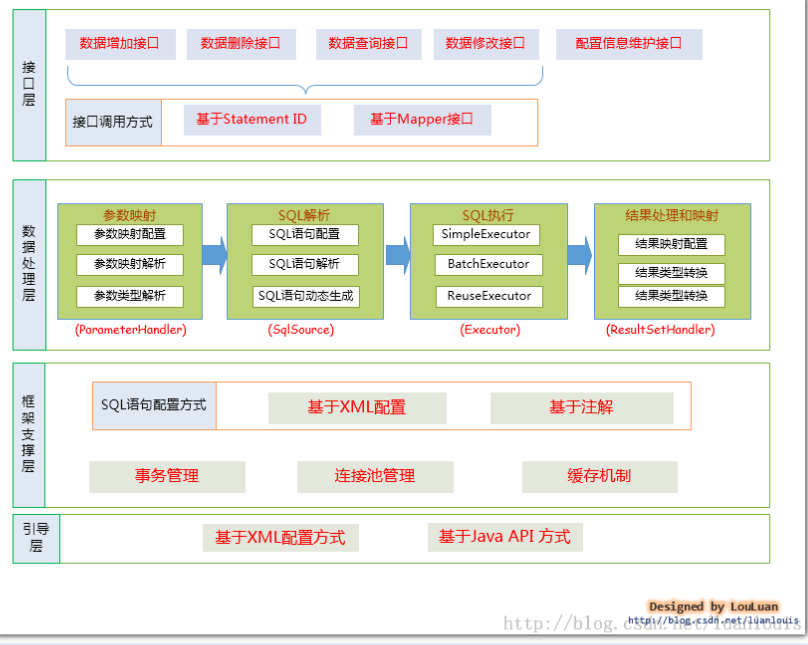 接口层
数据增加接口
数据删除接口
数据查询接口
数据修改接口
配置信息维护接口
接口调用方式
基于Statement ID
基于Mapper接口
数据处理层
参数映射
参数映射配置
参数映射解析
参数类型解析
(ParameterHandler)
SQL解析
SQL语句配置
SQL语句解析
SQL语句动态生成
(SqlSource)
SQL执行
SimpleExecutor
BatchExecutor
ReuseExecutor
(Executor)
结果处理和映射
结果映射配置
结果类型转换
结果类型转换
(ResultSetHandler)
框架支撑层
SQL语句配置方式
基于XML配置
基于注解
事务管理
连接池管理
缓存机制
引导层
基于XML配置方式
基于Java API 方式
Designed by LouLuan
http://blog.csdn.net/luanlouis
http://blog.csdn.net/luanlouis